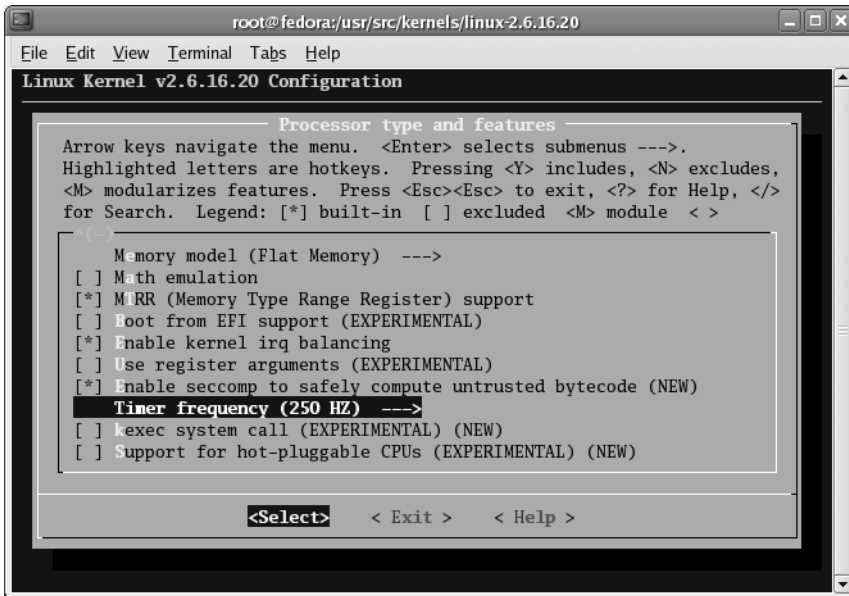 root@fedora:/usr/src/kernels/linux-2.6.16.20
File Edit View Terminal Tabs Help
Linux Kernel v2.6.16.20 Configuration
Processor type and features
Arrow keys navigate the menu. <Enter> selects submenus --->.
Highlighted letters are hotkeys. Pressing <Y> includes, <N> excludes,
<M> modularizes features. Press <Esc><Esc> to exit, <?> for Help, </>
for Search. Legend: [*] built-in [ ] excluded <M> module < >
^(-)
Memory model (Flat Memory) --->
[ ] Math emulation
[*] MTRR (Memory Type Range Register) support
[ ] Boot from EFI support (EXPERIMENTAL)
[*] Enable kernel irq balancing
[ ] Use register arguments (EXPERIMENTAL)
[*] Enable seccomp to safely compute untrusted bytecode (NEW)
Timer frequency (250 HZ) --->
[ ] kexec system call (EXPERIMENTAL) (NEW)
[ ] Support for hot-pluggable CPUs (EXPERIMENTAL) (NEW)
<Select> < Exit > < Help >